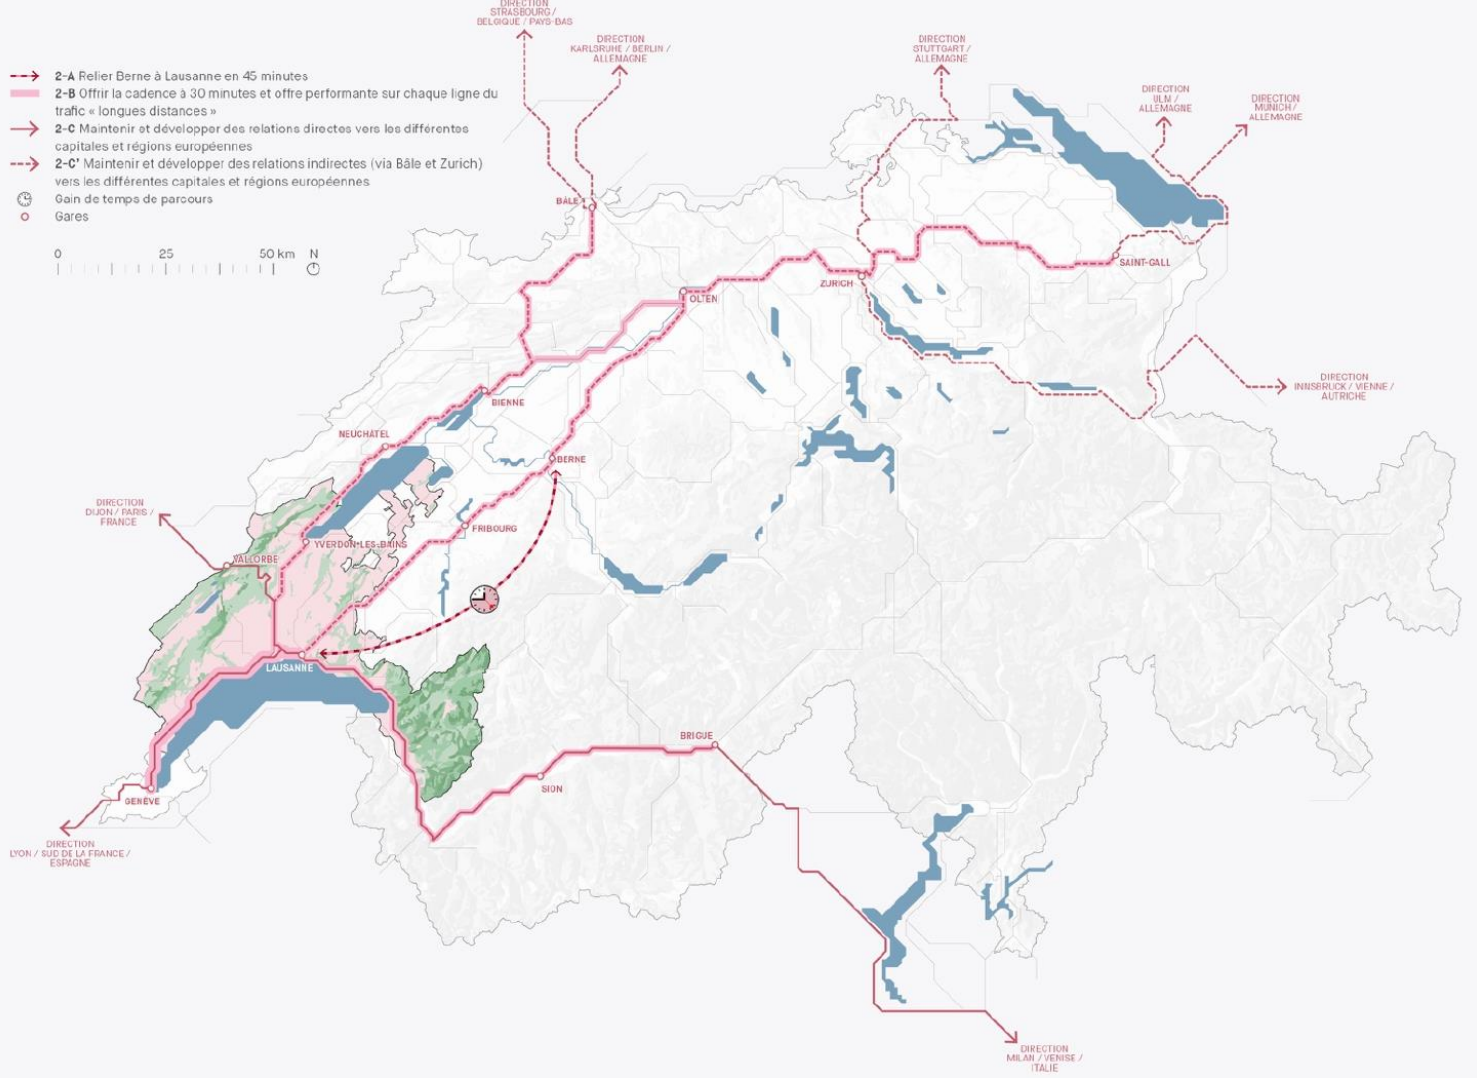 DIRECTION
STRASBOURG /
BELGIQUE / PAYS-BAS
DIRECTION
KARLSRUHE / BERLIN /
ALLEMAGNE
DIRECTION
STUTTGART /
ALLEMAGNE
DIRECTION
ULM /
ALLEMAGNE
DIRECTION
MUNICH /
ALLEMAGNE
2-A Relier Berne à Lausanne en 45 minutes
2-B Offrir la cadence à 30 minutes et offre performante sur chaque ligne du
trafic « longues distances »
2-C Maintenir et développer des relations directes vers les différentes
capitales et régions européennes
2-C' Maintenir et développer des relations indirectes (via Bâle et Zurich)
vers les différentes capitales et régions européennes
Gain de temps de parcours
Gares
0 25 50 km N
BÂLE
SAINT-GALL
ZURICH
OLTEN
DIRECTION
INNSBRUCK / VIENNE /
AUTRICHE
BIENNE
NEUCHÂTEL
BERNE
DIRECTION
DIJON / PARIS /
FRANCE
FRIBOURG
YVERDON-LES-BAINS
VALLORBE
LAUSANNE
BRIGUE
SION
GENÈVE
DIRECTION
LYON / SUD DE LA FRANCE /
ESPAGNE
DIRECTION
MILAN / VENISE /
ITALIE